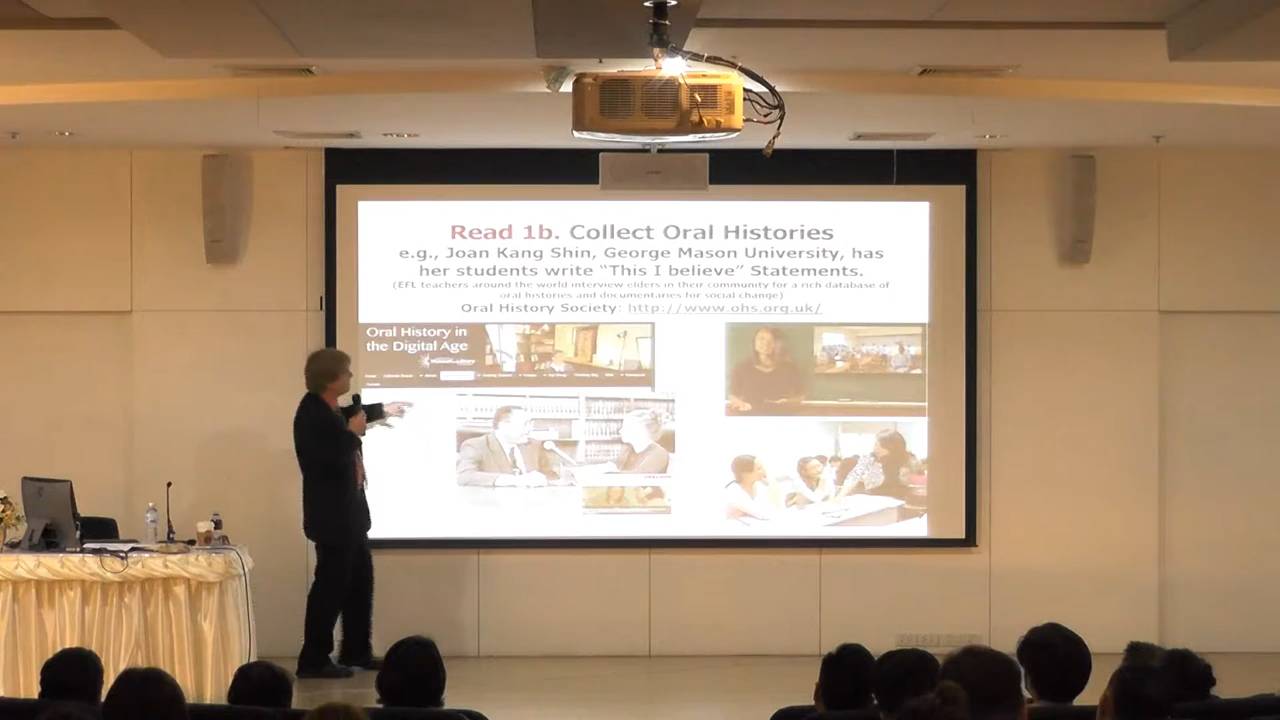 Read 1b. Collect Oral Histories
e.g., Joan Kang Shin, George Mason University, has
her students write “This I believe” Statements.
(EFL teachers around the world interview elders in their community for a rich database of
oral histories and documentaries for social change)
Oral History Society: http://www.ohs.org.uk/
Oral History in
the Digital Age